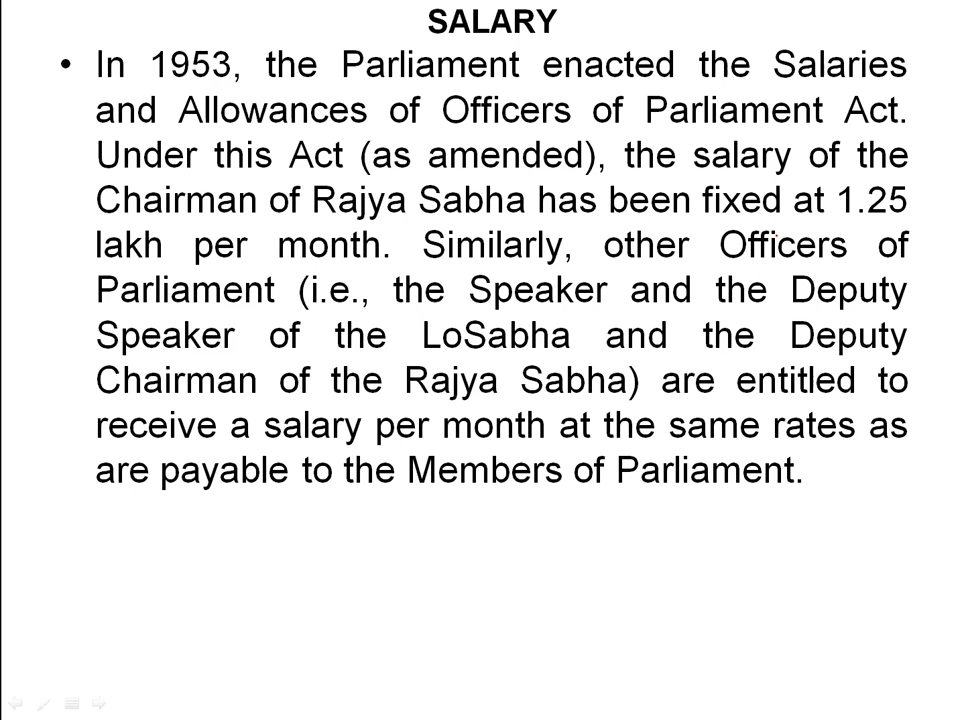 SALARY
• In 1953, the Parliament enacted the Salaries
and Allowances of Officers of Parliament Act.
Under this Act (as amended), the salary of the
Chairman of Rajya Sabha has been fixed at 1.25
lakh per month. Similarly, other Officers of
Parliament (i.e., the Speaker and the Deputy
Speaker of the LoSabha and the Deputy
Chairman of the Rajya Sabha) are entitled to
receive a salary per month at the same rates as
are payable to the Members of Parliament.